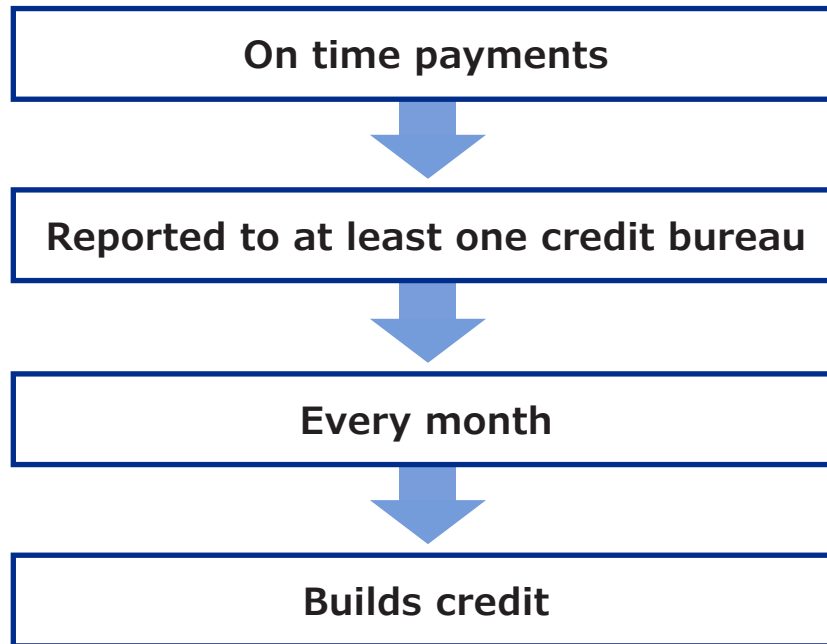 On time payments
Reported to at least one credit bureau
Every month
Builds credit